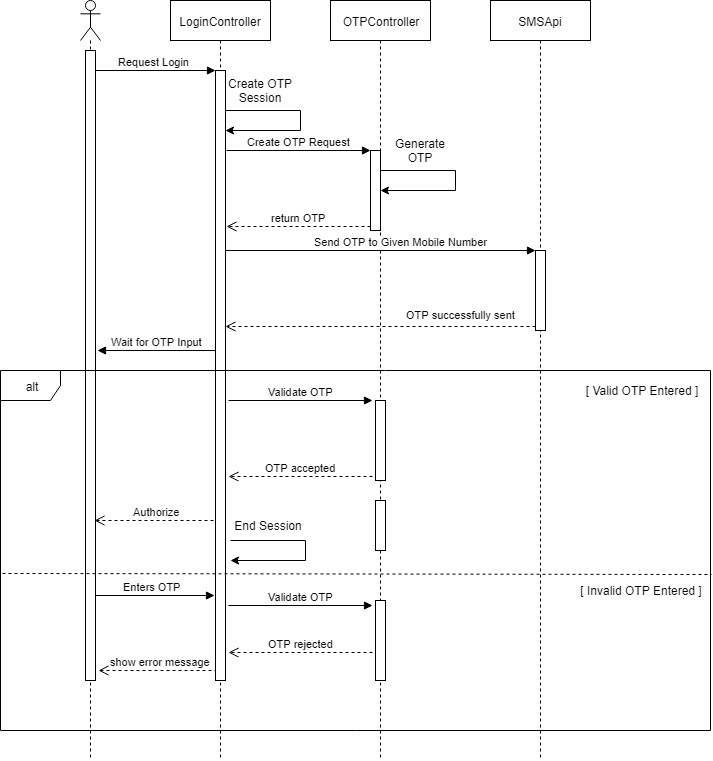 LoginController
OTPController
SMSApi
Request Login
Create OTP
Session
Create OTP Request
Generate
OTP
return OTP
Send OTP to Given Mobile Number
OTP successfully sent
Wait for OTP Input
alt
[ Valid OTP Entered ]
Validate OTP
OTP accepted
Authorize
End Session
[ Invalid OTP Entered ]
Enters OTP
Validate OTP
OTP rejected
show error message